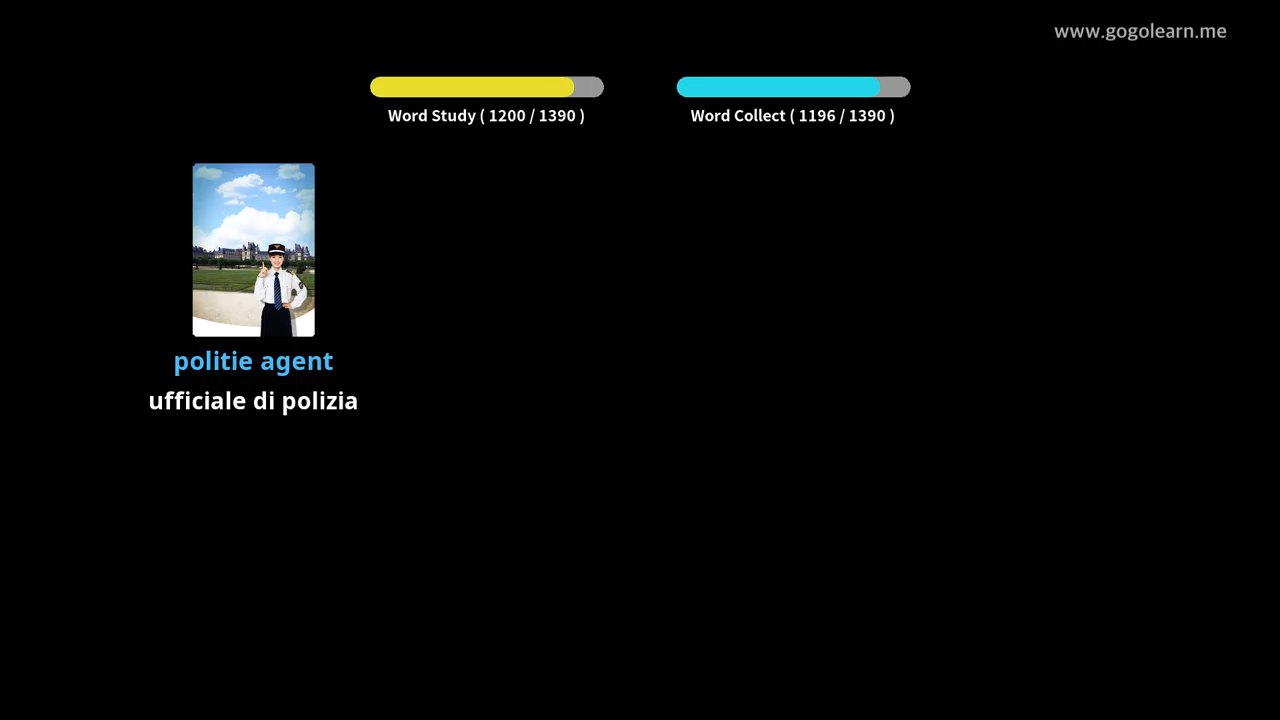 www.gogolearn.me
Word Study ( 1200 / 1390 )
Word Collect ( 1196 / 1390 )
politie agent
ufficiale di polizia